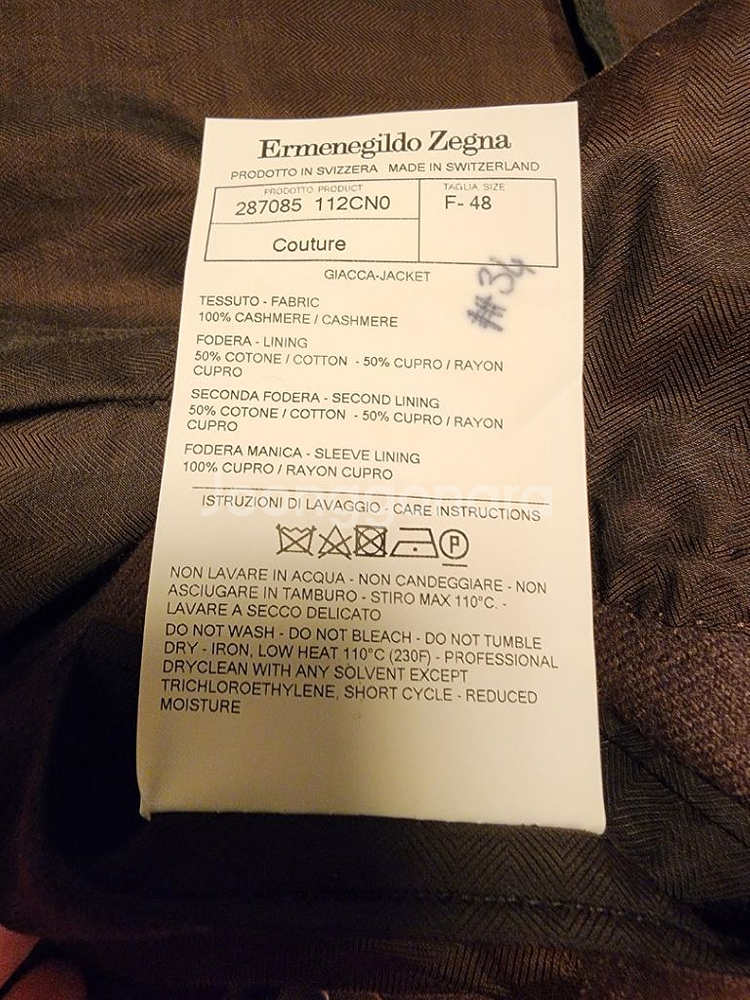 Ermenegildo Zegna
PRODOTTO IN SVIZZERA MADE IN SWITZERLAND
PRODOTTO PRODUCT
TAGLIA SIZE
287085 112CN0
F- 48
Couture
GIACCA-JACKET
#34
TESSUTO - FABRIC
100% CASHMERE / CASHMERE
FODERA - LINING
50% COTONE / COTTON - 50% CUPRO / RAYON
CUPRO
SECONDA FODERA - SECOND LINING
50% COTONE / COTTON - 50% CUPRO / RAYON
CUPRO
FODERA MANICA - SLEEVE LINING
100% CUPRO / RAYON CUPRO
Joonggonara
ISTRUZIONI DI LAVAGGIO - CARE INSTRUCTIONS
P
NON LAVARE IN ACQUA - NON CANDEGGIARE - NON
ASCIUGARE IN TAMBURO - STIRO MAX 110°C. -
LAVARE A SECCO DELICATO
DO NOT WASH - DO NOT BLEACH - DO NOT TUMBLE
DRY - IRON, LOW HEAT 110°C (230F) - PROFESSIONAL
DRYCLEAN WITH ANY SOLVENT EXCEPT
TRICHLOROETHYLENE, SHORT CYCLE - REDUCED
MOISTURE